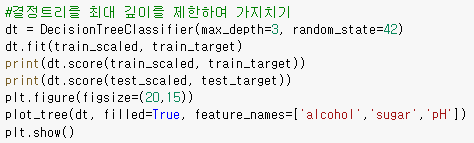 #결정트리를 최대 깊이를 제한하며 가지치기
dt = DecisionTreeClassifier(max_depth=3, random_state=42)
dt.fit(train_scaled, train_target)
print(dt.score(train_scaled, train_target))
print(dt.score(test_scaled, test_target))
plt.figure(figsize=(20,15))
plot_tree(dt, filled=True, feature_names=['alcohol','sugar','pH'])
plt.show()